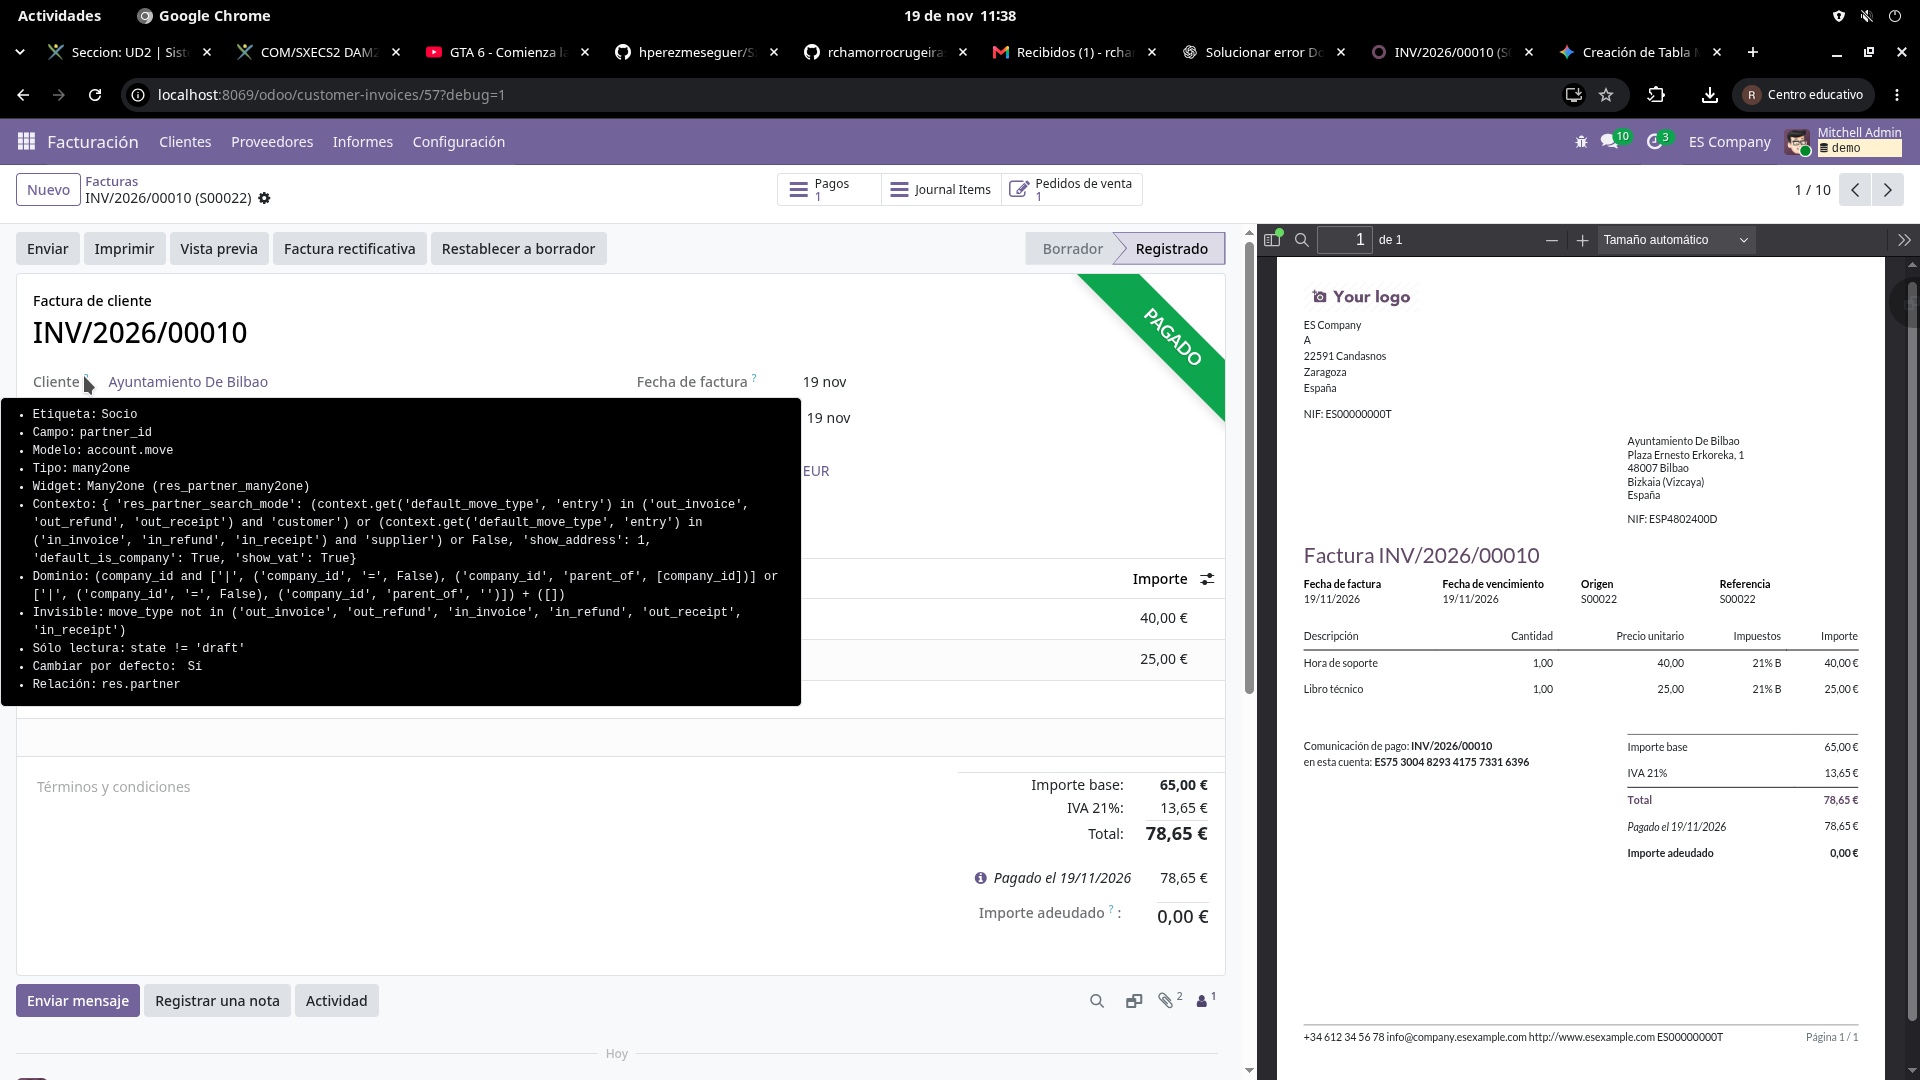 Actividades
Google Chrome
19 de nov 11:38
Seccion: UD2 | Sist
COM/SXECS2 DAM2
GTA 6 - Comienza la
hperezmeseguer/S
rchamorrocrugeira
Recibidos (1) - rcha
Solucionar error Do
INV/2026/00010 (S0
Creación de Tabla M
localhost:8069/odoo/customer-invoices/57?debug=1
R
Centro educativo
Facturación
Clientes
Proveedores
Informes
Configuración
10
3
ES Company
Mitchell Admin
demo
Nuevo
Facturas
INV/2026/00010 (S00022)
Pagos
1
Journal Items
Pedidos de venta
1
1 / 10
Enviar
Imprimir
Vista previa
Factura rectificativa
Restablecer a borrador
Borrador
Registrado
Factura de cliente
INV/2026/00010
PAGADO
Cliente ?
Ayuntamiento De Bilbao
Fecha de factura ?
19 nov
19 nov
EUR
• Etiqueta: Socio
• Campo: partner_id
• Modelo: account.move
• Tipo: many2one
• Widget: Many2one (res_partner_many2one)
• Contexto: { 'res_partner_search_mode': (context.get('default_move_type', 'entry') in ('out_invoice',
'out_refund', 'out_receipt') and 'customer') or (context.get('default_move_type', 'entry') in
('in_invoice', 'in_refund', 'in_receipt') and 'supplier') or False, 'show_address': 1,
'default_is_company': True, 'show_vat': True}
• Dominio: (company_id and ['|', ('company_id', '=', False), ('company_id', 'parent_of', [company_id])] or
['|', ('company_id', '=', False), ('company_id', 'parent_of', '')]) + ([])
• Invisible: move_type not in ('out_invoice', 'out_refund', 'in_invoice', 'in_refund', 'out_receipt',
'in_receipt')
• Sólo lectura: state != 'draft'
• Cambiar por defecto: Sí
• Relación: res.partner
Importe
40,00 €
25,00 €
Términos y condiciones
Importe base: 65,00 €
IVA 21%: 13,65 €
Total: 78,65 €
Pagado el 19/11/2026 78,65 €
Importe adeudado ? : 0,00 €
Enviar mensaje
Registrar una nota
Actividad
2
1
Hoy
1
de 1
Tamaño automático
Your logo
ES Company
A
22591 Candasnos
Zaragoza
España
NIF: ES00000000T
Ayuntamiento De Bilbao
Plaza Ernesto Erkoreka, 1
48007 Bilbao
Bizkaia (Vizcaya)
España
NIF: ESP4802400D
Factura INV/2026/00010
Fecha de factura Fecha de vencimiento Origen Referencia
19/11/2026 19/11/2026 S00022 S00022
Descripción Cantidad Precio unitario Impuestos Importe
Hora de soporte 1,00 40,00 21% B 40,00 €
Libro técnico 1,00 25,00 21% B 25,00 €
Comunicación de pago: INV/2026/00010
en esta cuenta: ES75 3004 8293 4175 7331 6396
Importe base 65,00 €
IVA 21% 13,65 €
Total 78,65 €
Pagado el 19/11/2026 78,65 €
Importe adeudado 0,00 €
+34 612 34 56 78 info@company.esexample.com http://www.esexample.com ES00000000T
Página 1 / 1